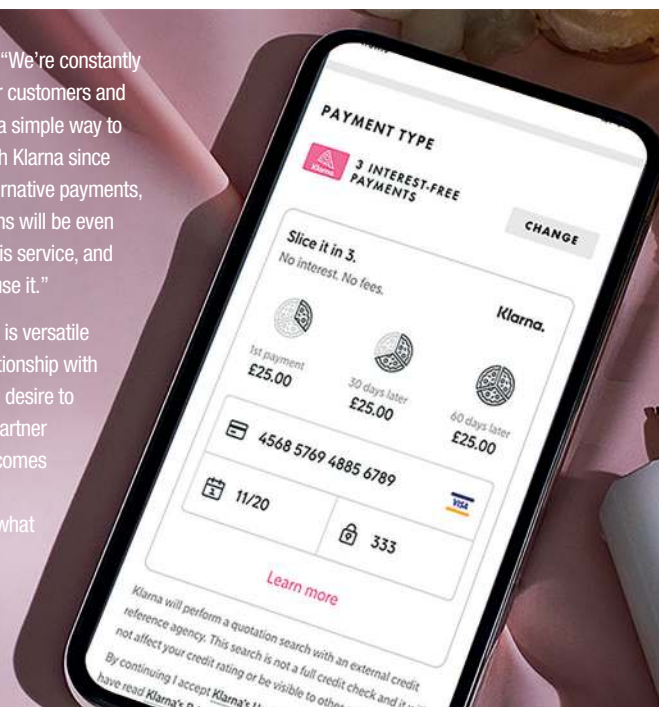 “We’re constantly
r customers and
a simple way to
h Klarna since
ernative payments,
ns will be even
is service, and
use it.”
is versatile
tionship with
desire to
artner
comes
what
PAYMENT TYPE
Klarna.
3 INTEREST-FREE
PAYMENTS
CHANGE
Slice it in 3.
No interest. No fees.
Klarna.
1st payment
£25.00
30 days later
£25.00
60 days later
£25.00
4568 5769 4885 6789
VISA
11/20
333
Learn more
Klarna will perform a quotation search with an external credit
reference agency. This search is not a full credit check and it will
not affect your credit rating or be visible to other
By continuing I accept Klarna's
have read Klarna's